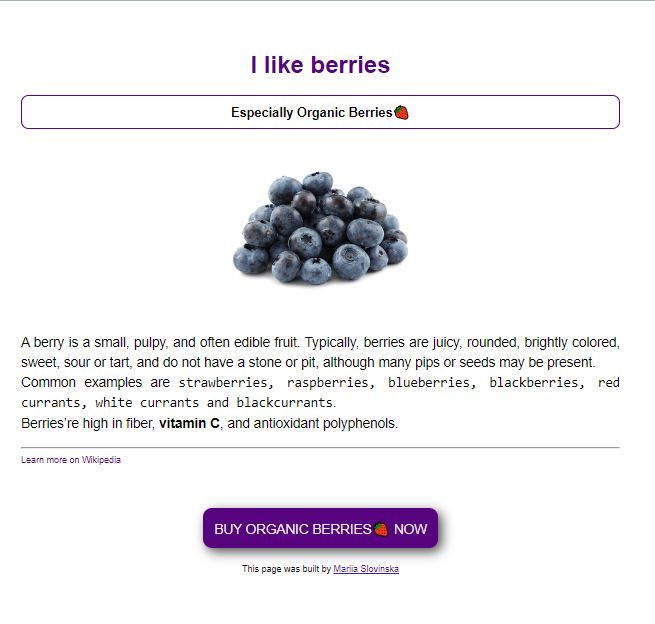 I like berries
Especially Organic Berries🍓
A berry is a small, pulpy, and often edible fruit. Typically, berries are juicy, rounded, brightly colored,
sweet, sour or tart, and do not have a stone or pit, although many pips or seeds may be present.
Common examples are strawberries, raspberries, blueberries, blackberries, red
currants, white currants and blackcurrants.
Berries’re high in fiber, vitamin C, and antioxidant polyphenols.
Learn more on Wikipedia
BUY ORGANIC BERRIES🍓 NOW
This page was built by Mariia Slovinska